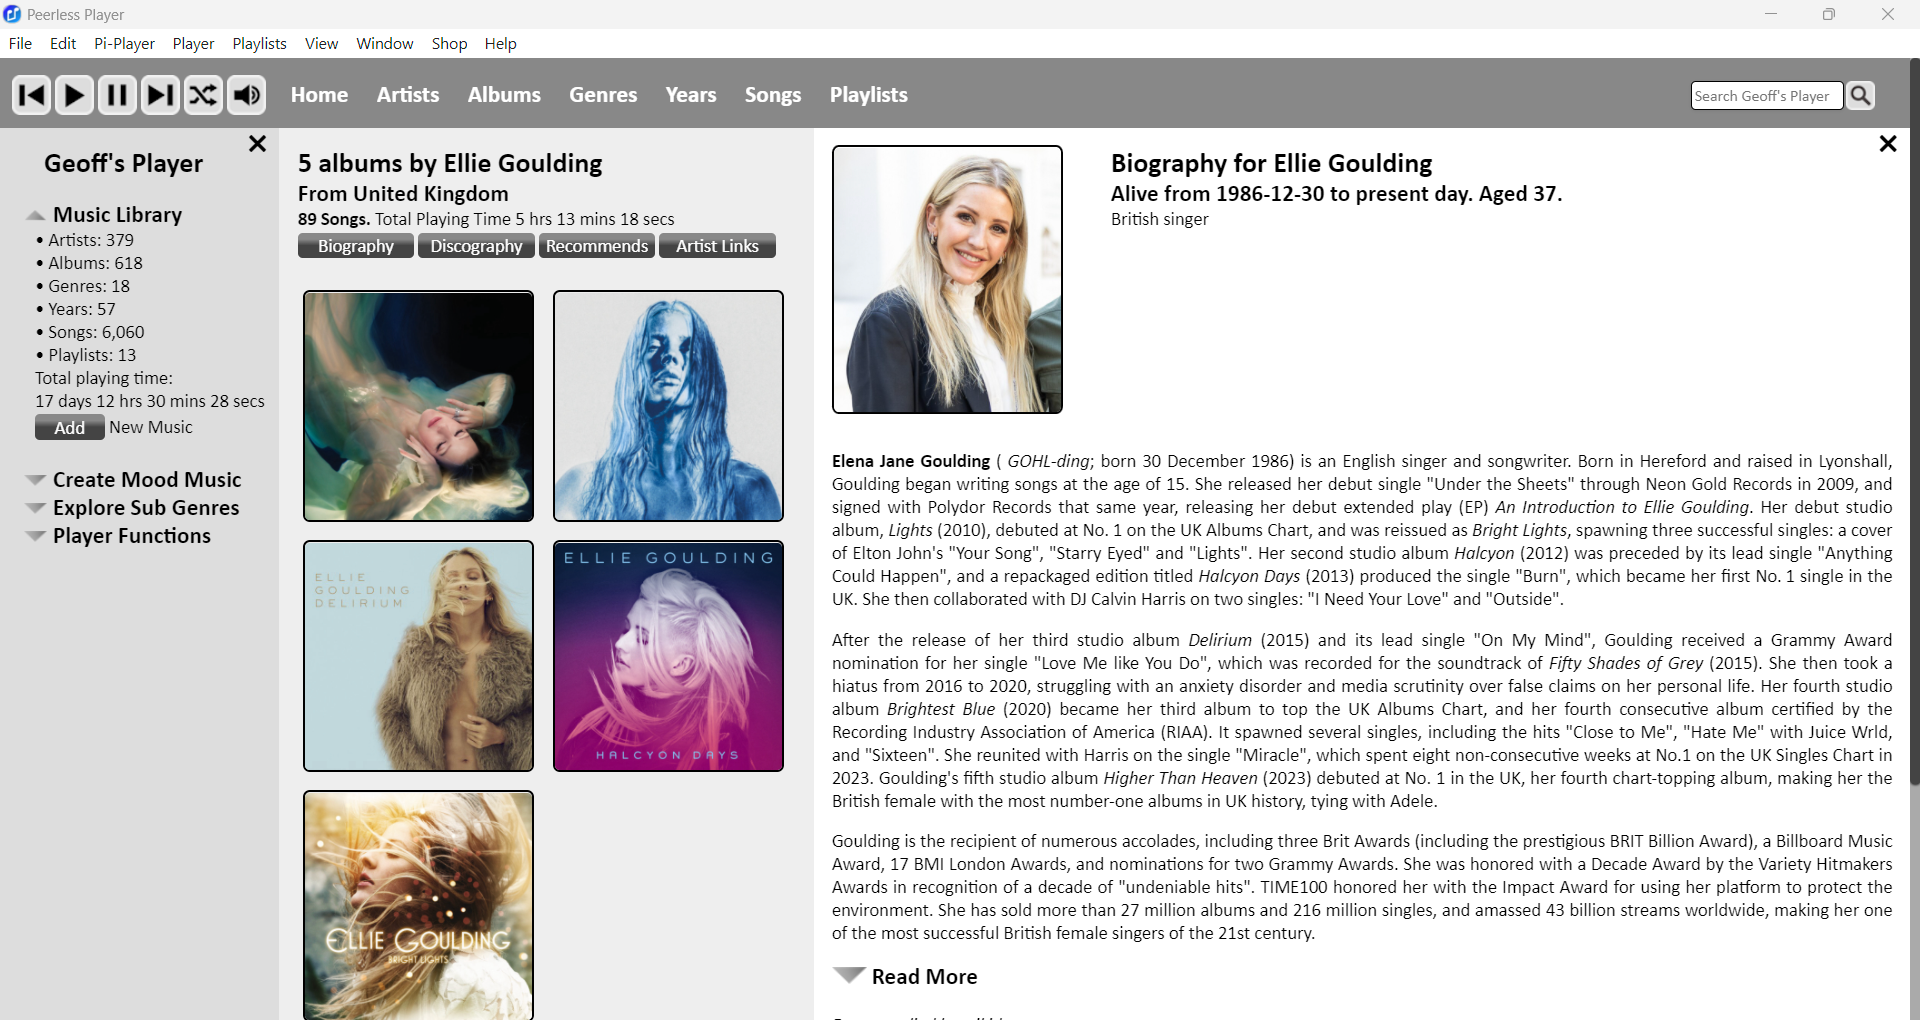 Peerless Player
File Edit Pi-Player Player Playlists View Window Shop Help
Home Artists Albums Genres Years Songs Playlists
Search Geoff's Player
Geoff's Player
Music Library
• Artists: 379
• Albums: 618
• Genres: 18
• Years: 57
• Songs: 6,060
• Playlists: 13
Total playing time:
17 days 12 hrs 30 mins 28 secs
Add New Music
Create Mood Music
Explore Sub Genres
Player Functions
5 albums by Ellie Goulding
From United Kingdom
89 Songs. Total Playing Time 5 hrs 13 mins 18 secs
Biography Discography Recommends Artist Links
ELLIE
GOULDING
DELIRIUM
ELLIE GOULDING
HALCYON DAYS
ELLIE GOULDING
BRIGHT LIGHTS
Biography for Ellie Goulding
Alive from 1986-12-30 to present day. Aged 37.
British singer
Elena Jane Goulding ( GOHL-ding; born 30 December 1986) is an English singer and songwriter. Born in Hereford and raised in Lyonshall,
Goulding began writing songs at the age of 15. She released her debut single "Under the Sheets" through Neon Gold Records in 2009, and
signed with Polydor Records that same year, releasing her debut extended play (EP) An Introduction to Ellie Goulding. Her debut studio
album, Lights (2010), debuted at No. 1 on the UK Albums Chart, and was reissued as Bright Lights, spawning three successful singles: a cover
of Elton John's "Your Song", "Starry Eyed" and "Lights". Her second studio album Halcyon (2012) was preceded by its lead single "Anything
Could Happen", and a repackaged edition titled Halcyon Days (2013) produced the single "Burn", which became her first No. 1 single in the
UK. She then collaborated with DJ Calvin Harris on two singles: "I Need Your Love" and "Outside".
After the release of her third studio album Delirium (2015) and its lead single "On My Mind", Goulding received a Grammy Award
nomination for her single "Love Me like You Do", which was recorded for the soundtrack of Fifty Shades of Grey (2015). She then took a
hiatus from 2016 to 2020, struggling with an anxiety disorder and media scrutinity over false claims on her personal life. Her fourth studio
album Brightest Blue (2020) became her third album to top the UK Albums Chart, and her fourth consecutive album certified by the
Recording Industry Association of America (RIAA). It spawned several singles, including the hits "Close to Me", "Hate Me" with Juice Wrld,
and "Sixteen". She reunited with Harris on the single "Miracle", which spent eight non-consecutive weeks at No.1 on the UK Singles Chart in
2023. Goulding's fifth studio album Higher Than Heaven (2023) debuted at No. 1 in the UK, her fourth chart-topping album, making her the
British female with the most number-one albums in UK history, tying with Adele.
Goulding is the recipient of numerous accolades, including three Brit Awards (including the prestigious BRIT Billion Award), a Billboard Music
Award, 17 BMI London Awards, and nominations for two Grammy Awards. She was honored with a Decade Award by the Variety Hitmakers
Awards in recognition of a decade of "undeniable hits". TIME100 honored her with the Impact Award for using her platform to protect the
environment. She has sold more than 27 million albums and 216 million singles, and amassed 43 billion streams worldwide, making her one
of the most successful British female singers of the 21st century.
Read More